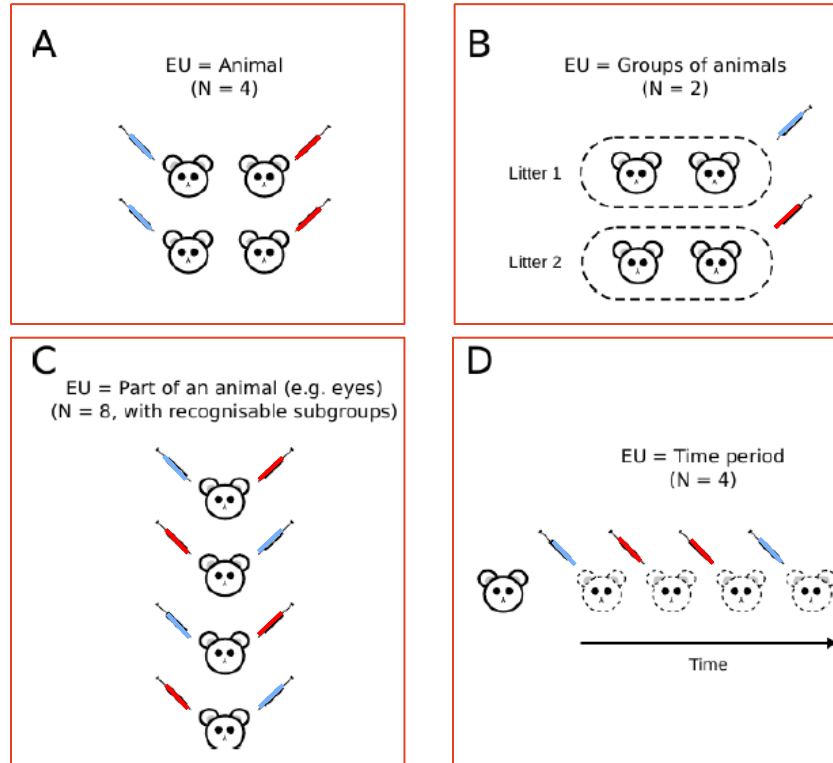 A
EU = Animal
(N = 4)
B
EU = Groups of animals
(N = 2)
Litter 1
Litter 2
C
EU = Part of an animal (e.g. eyes)
(N = 8, with recognisable subgroups)
D
EU = Time period
(N = 4)
Time